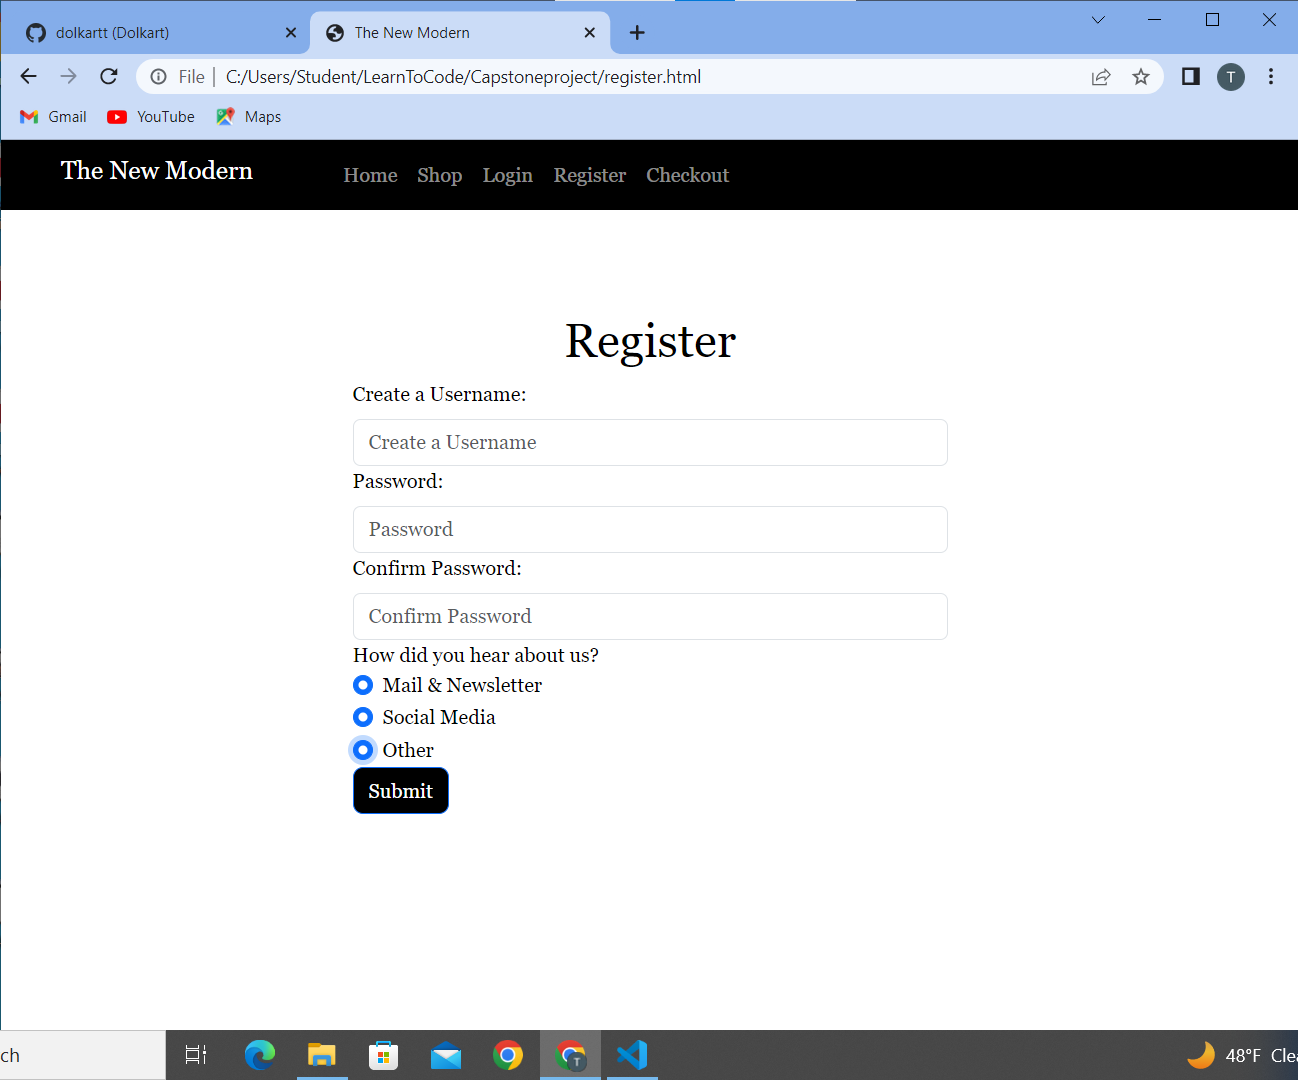 dolkartt (Dolkart)
The New Modern
File | C:/Users/Student/LearnToCode/Capstoneproject/register.html
T
Gmail YouTube Maps
The New Modern Home Shop Login Register Checkout
Register
Create a Username:
Create a Username
Password:
Password
Confirm Password:
Confirm Password
How did you hear about us?
Mail & Newsletter
Social Media
Other
Submit
ch
T
48°F Clea